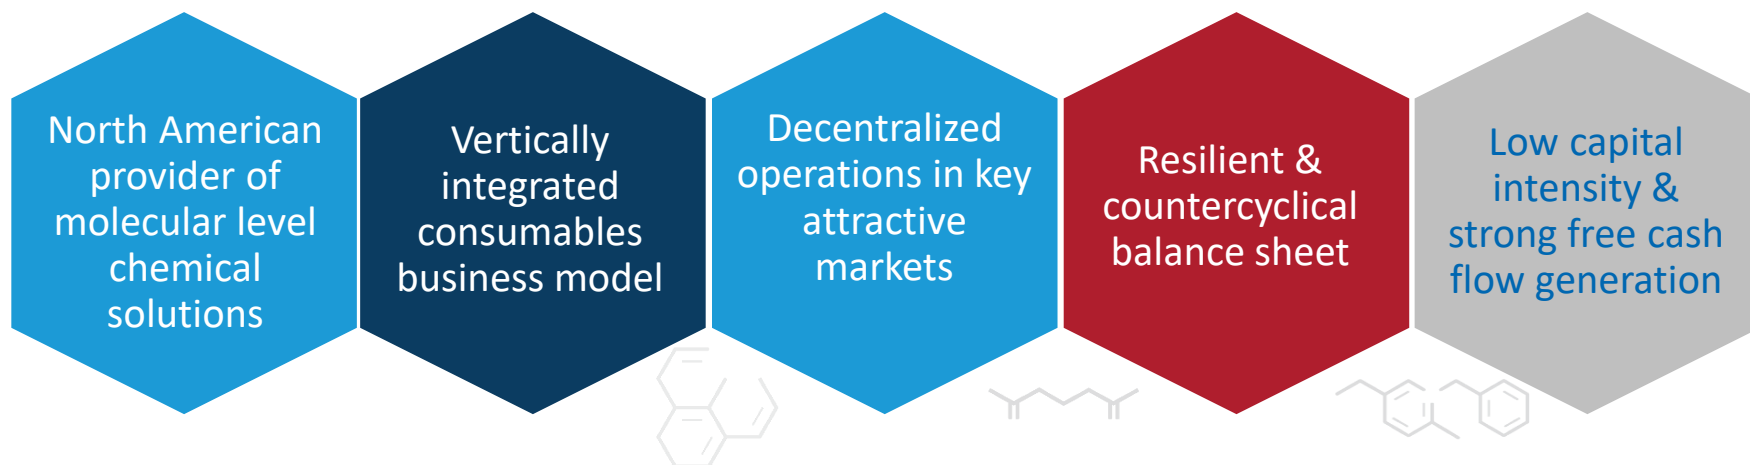 North American
provider of
molecular level
chemical
solutions
Vertically
integrated
consumables
business model
Decentralized
operations in key
attractive
markets
Resilient &
countercyclical
balance sheet
Low capital
intensity &
strong free cash
flow generation